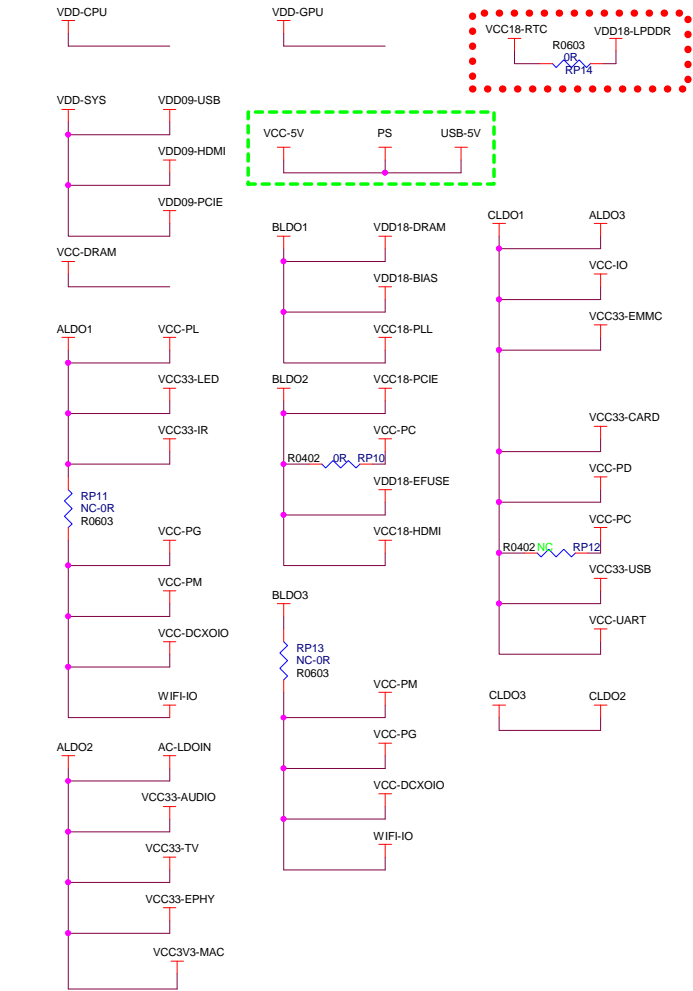 VDD-CPU
VDD-GPU
VCC18-RTC
VDD18-LPDDR
R0603
0R
RP14
VDD-SYS
VDD09-USB
VDD09-HDMI
VDD09-PCIE
VCC-5V
PS
USB-5V
VCC-DRAM
BLDO1
VDD18-DRAM
VDD18-BIAS
VCC18-PLL
CLDO1
ALDO3
VCC-IO
VCC33-EMMC
VCC33-CARD
VCC-PD
VCC-PC
R0402
NC
RP12
VCC33-USB
VCC-UART
ALDO1
VCC-PL
VCC33-LED
VCC33-IR
RP11
NC-0R
R0603
VCC-PG
VCC-PM
VCC-DCXOIO
WIFI-IO
BLDO2
VCC18-PCIE
VCC-PC
R0402
0R
RP10
VDD18-EFUSE
VCC18-HDMI
BLDO3
RP13
NC-0R
R0603
VCC-PM
VCC-PG
VCC-DCXOIO
WIFI-IO
CLDO3
CLDO2
ALDO2
AC-LDOIN
VCC33-AUDIO
VCC33-TV
VCC33-EPHY
VCC3V3-MAC